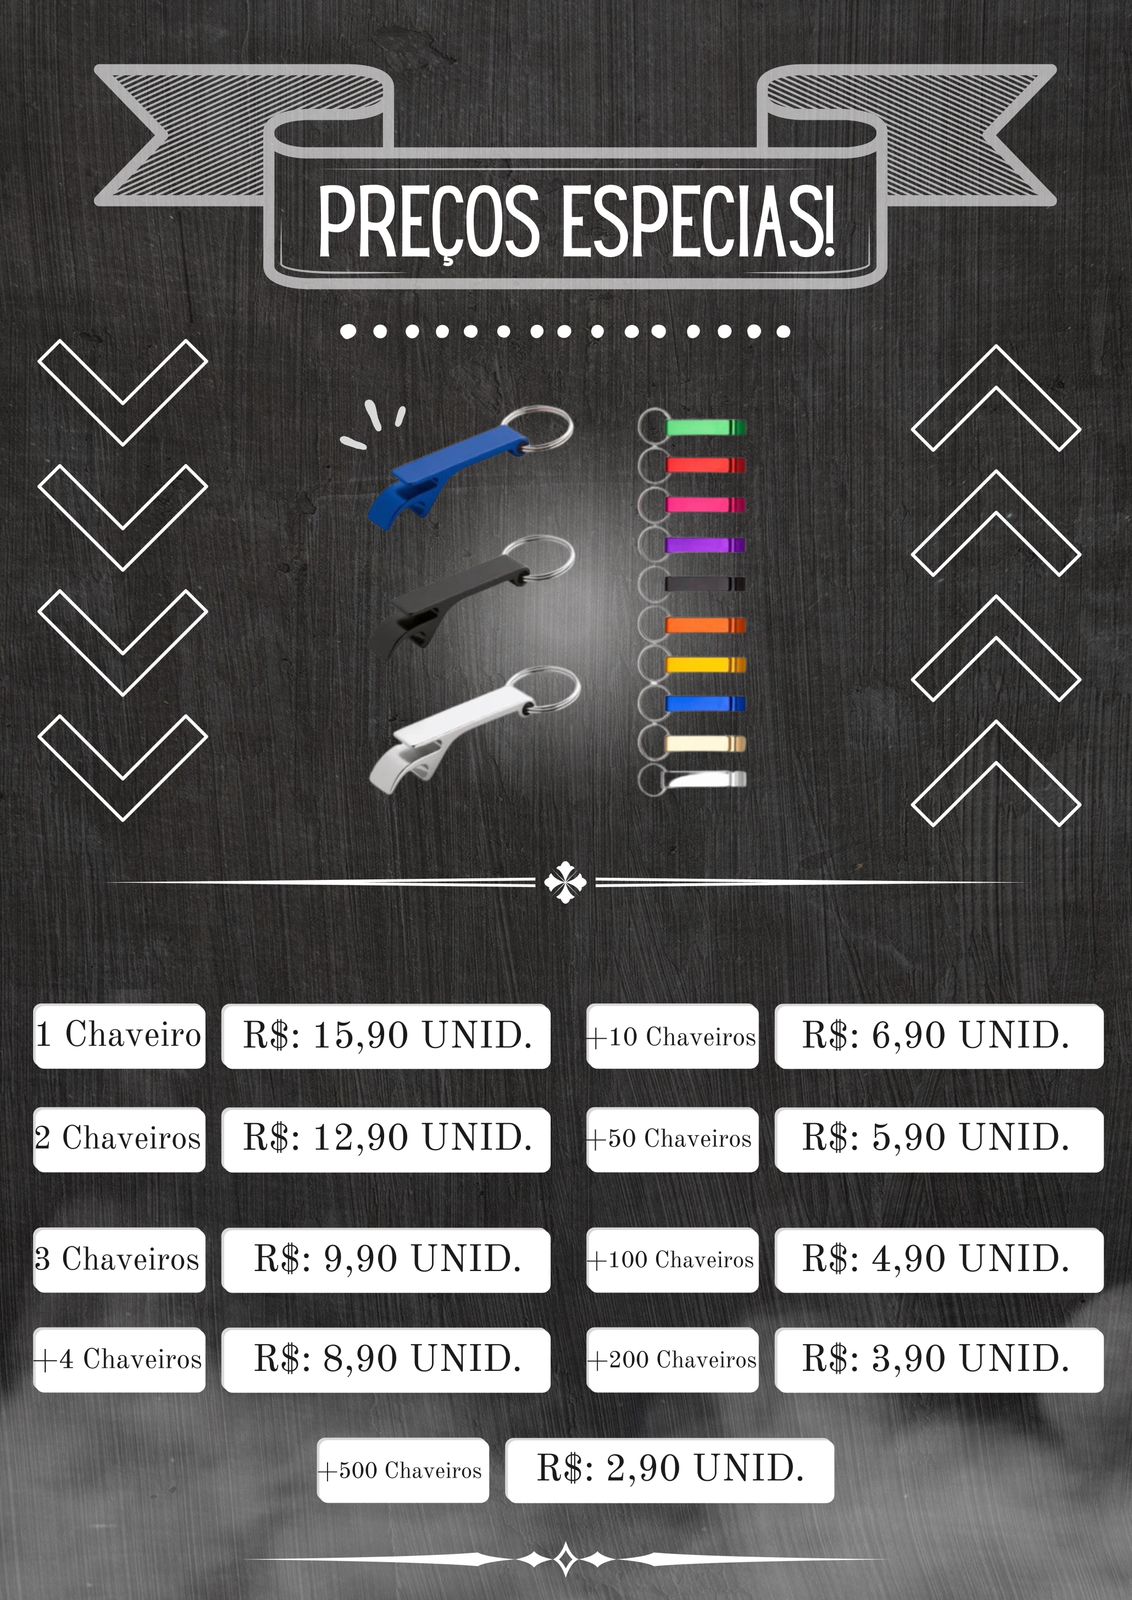 PREÇOS ESPECIAS!
1 Chaveiro R$: 15,90 UNID.
+10 Chaveiros R$: 6,90 UNID.
2 Chaveiros R$: 12,90 UNID.
+50 Chaveiros R$: 5,90 UNID.
3 Chaveiros R$: 9,90 UNID.
+100 Chaveiros R$: 4,90 UNID.
+4 Chaveiros R$: 8,90 UNID.
+200 Chaveiros R$: 3,90 UNID.
+500 Chaveiros R$: 2,90 UNID.